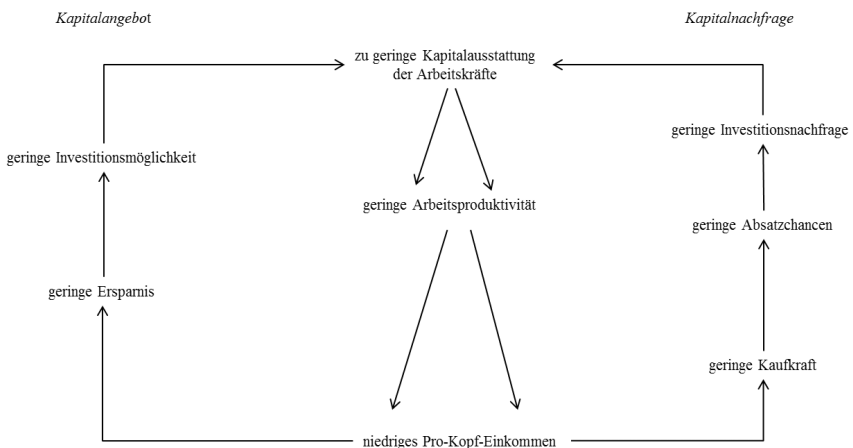 Kapitalangebot
Kapitalnachfrage
zu geringe Kapitalausstattung
der Arbeitskräfte
geringe Investitionsnachfrage
geringe Investitionsmöglichkeit
geringe Arbeitsproduktivität
geringe Absatzchancen
geringe Ersparnis
geringe Kaufkraft
niedriges Pro-Kopf-Einkommen